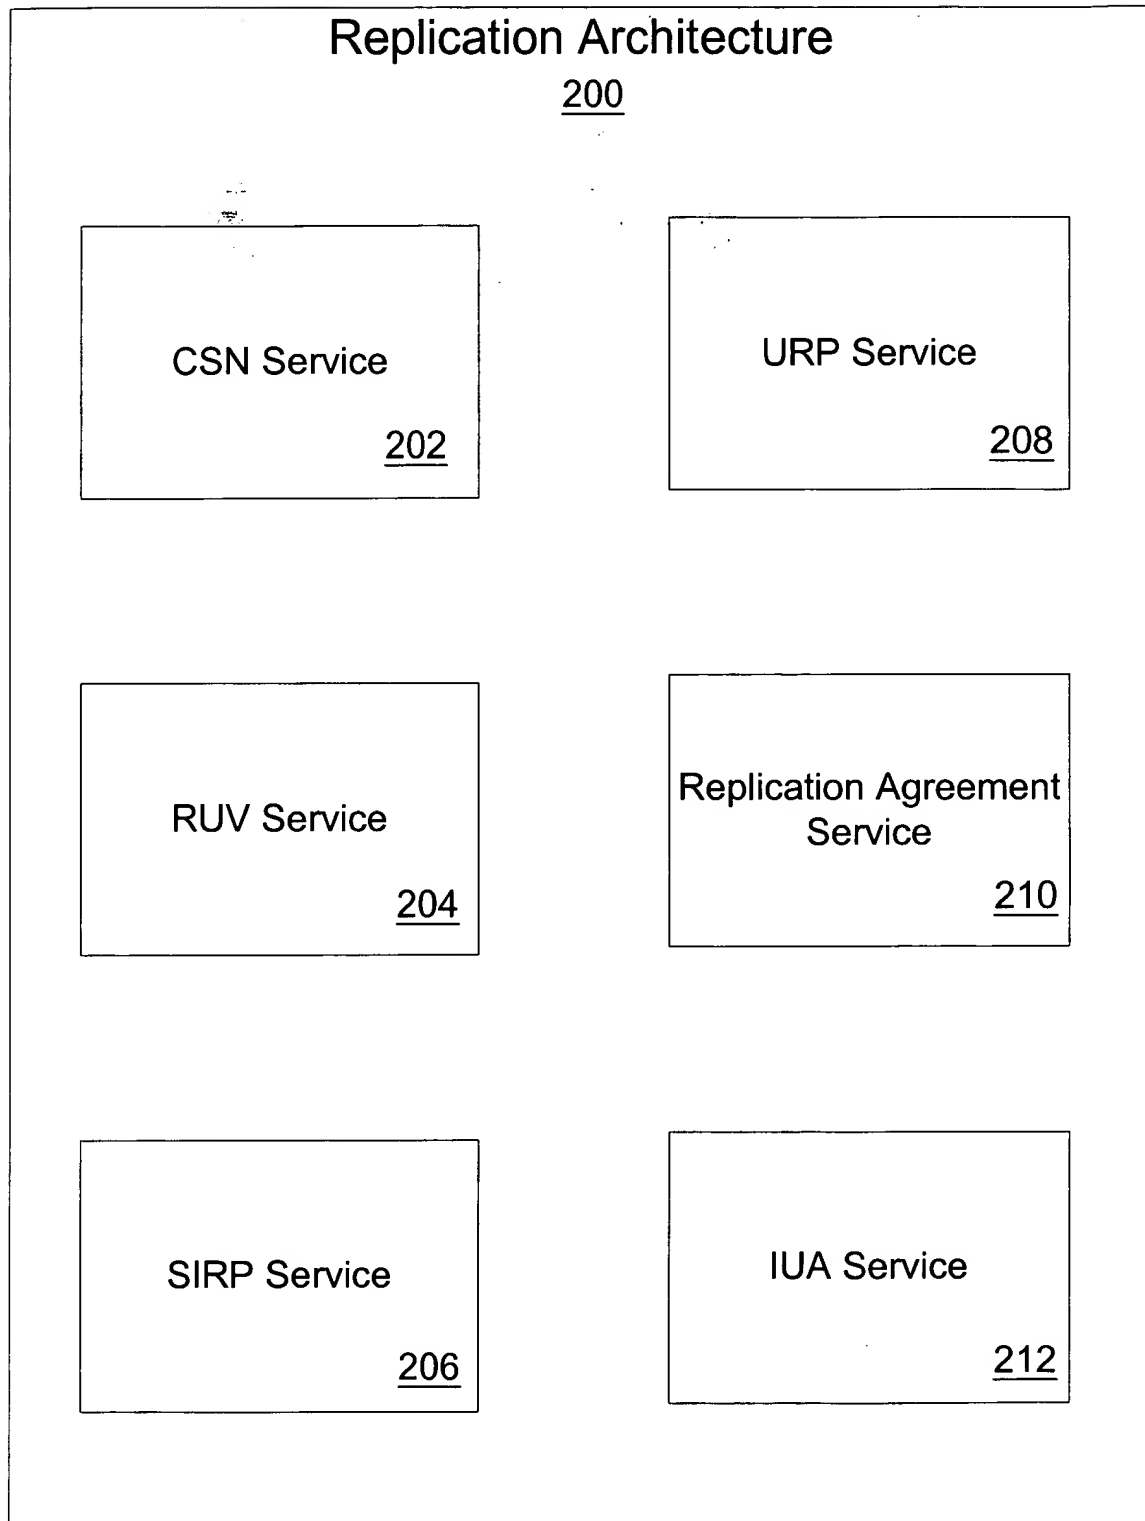 Replication Architecture
200
CSN Service
202
URP Service
208
RUV Service
204
Replication Agreement
Service
210
SIRP Service
206
IUA Service
212